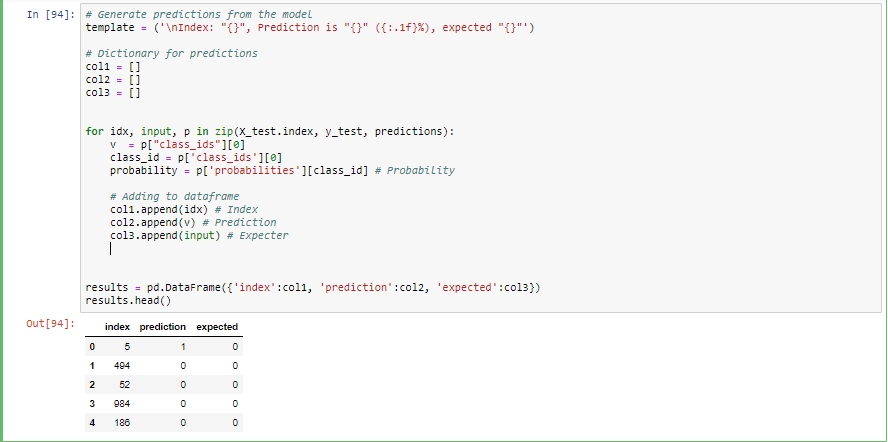 In [94]: # Generate predictions from the model
template = ('\nIndex: "{}", Prediction is "{}" ({:.1f}%), expected "{}"')
# Dictionary for predictions
col1 = []
col2 = []
col3 = []
for idx, input, p in zip(X_test.index, y_test, predictions):
v = p["class_ids"][0]
class_id = p['class_ids'][0]
probability = p['probabilities'][class_id] # Probability
# Adding to dataframe
col1.append(idx) # Index
col2.append(v) # Prediction
col3.append(input) # Expecter
results = pd.DataFrame({'index':col1, 'prediction':col2, 'expected':col3})
results.head()
Out[94]:
index prediction expected
0 5 1 0
1 494 0 0
2 52 0 0
3 984 0 0
4 186 0 0